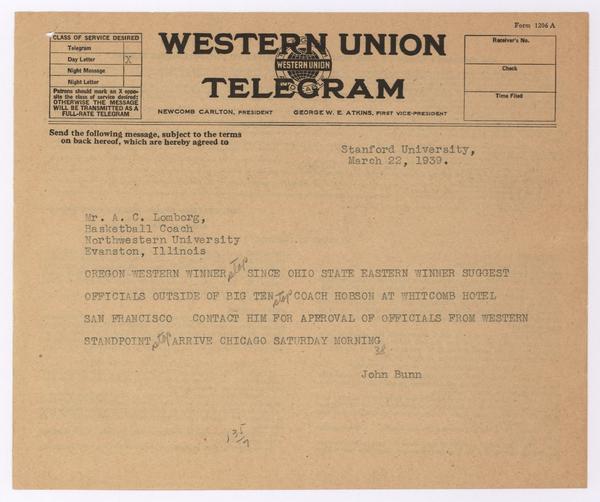 Form 1206 A
CLASS OF SERVICE DESIRED
Telegram
Day Letter X
Night Message
Night Letter
Patrons should mark an X oppo-
site the class of service desired:
OTHERWISE THE MESSAGE
WILL BE TRANSMITTED AS A
FULL-RATE TELEGRAM
WESTERN UNION
WESTERN UNION
TELEGRAM
NEWCOMB CARLTON, PRESIDENT GEORGE W. E. ATKINS, FIRST VICE-PRESIDENT
Receiver's No.
Check
Time Filed
Send the following message, subject to the terms
on back hereof, which are hereby agreed to
Stanford University,
March 22, 1939.
Mr. A. C. Lomborg,
Basketball Coach
Northwestern University
Evanston, Illinois
OREGON WESTERN WINNER stop SINCE OHIO STATE EASTERN WINNER SUGGEST
OFFICIALS OUTSIDE OF BIG TEN stop COACH HOBSON AT WHITCOMB HOTEL
SAN FRANCISCO CONTACT HIM FOR APPROVAL OF OFFICIALS FROM WESTERN
STANDPOINT stop ARRIVE CHICAGO SATURDAY MORNING
38
John Bunn